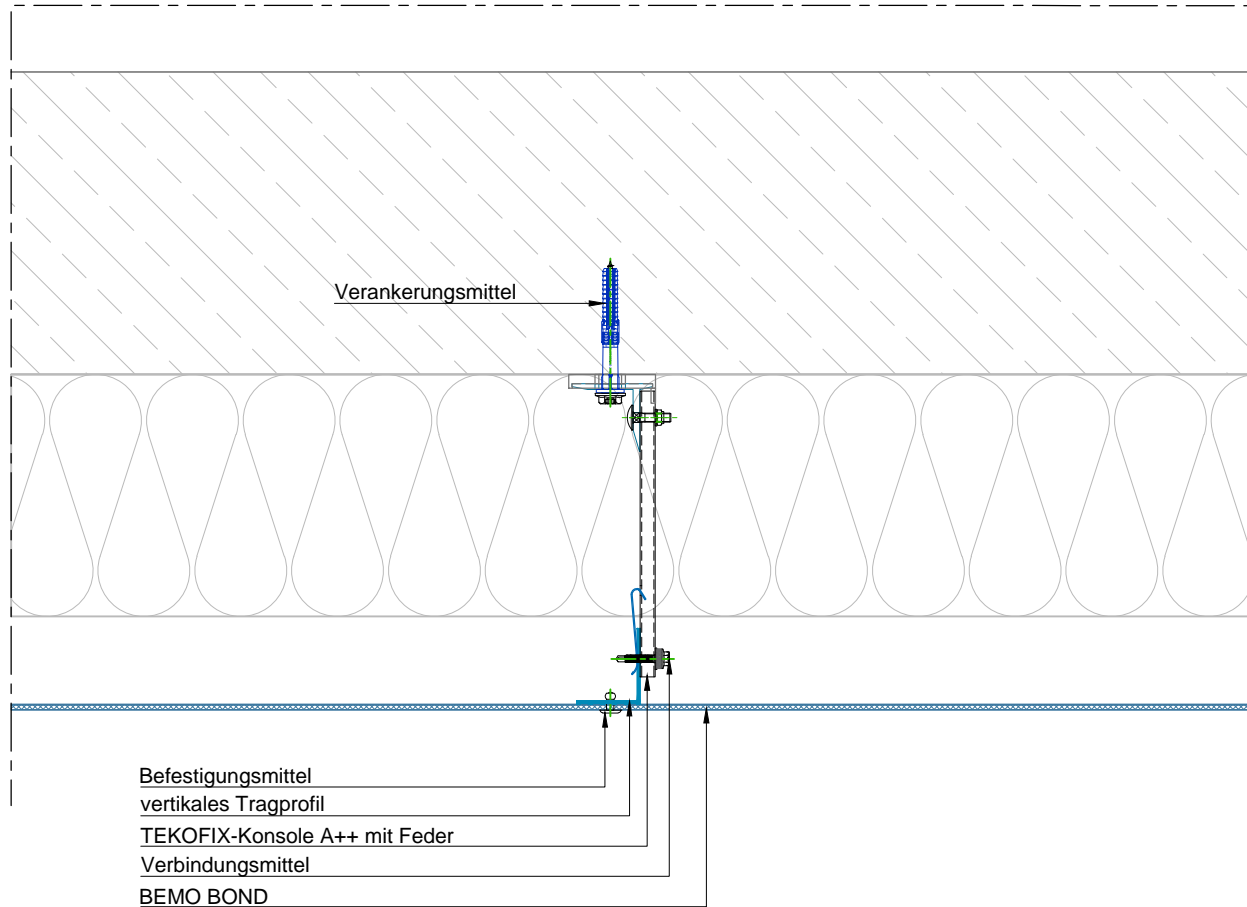 Verankerungsmittel
Befestigungsmittel
vertikales Tragprofil
TEKOFIX-Konsole A++ mit Feder
Verbindungsmittel
BEMO BOND